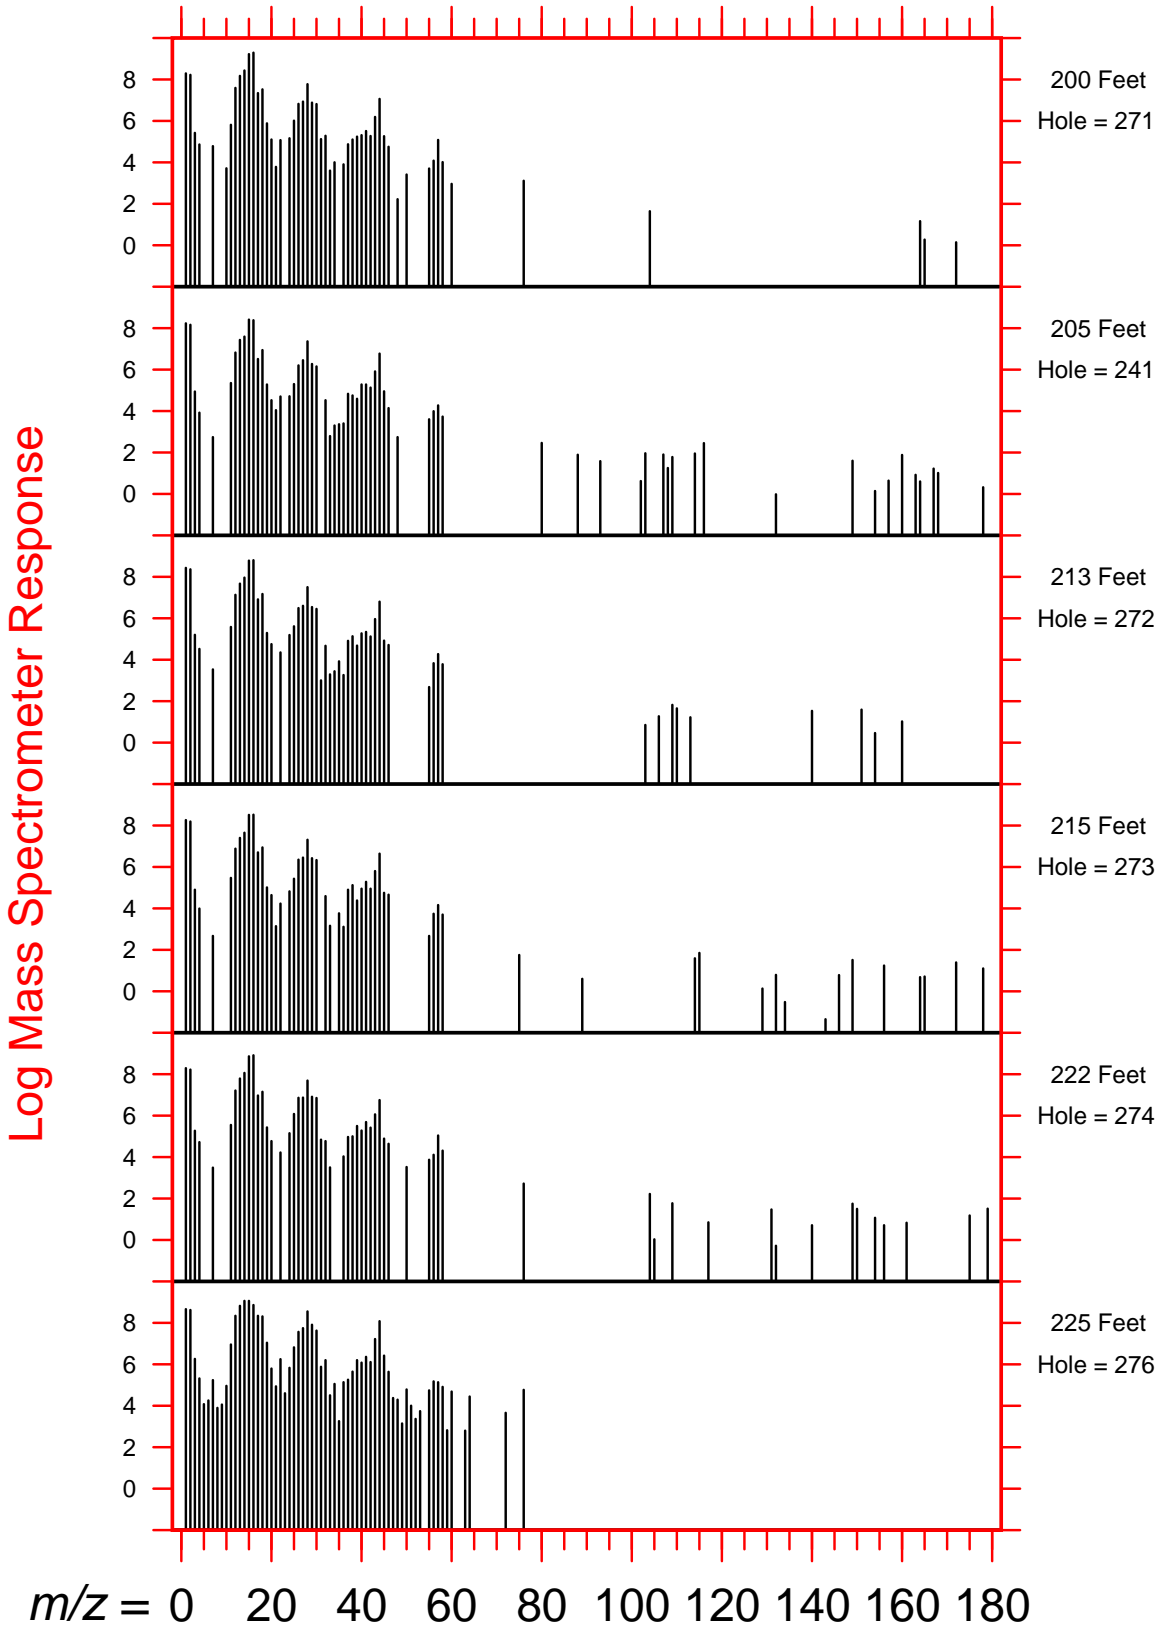 Log Mass Spectrometer Response
8
6
4
2
0
200 Feet
Hole = 271
8
6
4
2
0
205 Feet
Hole = 241
8
6
4
2
0
213 Feet
Hole = 272
8
6
4
2
0
215 Feet
Hole = 273
8
6
4
2
0
222 Feet
Hole = 274
8
6
4
2
0
225 Feet
Hole = 276
m/z = 0 20 40 60 80 100 120 140 160 180